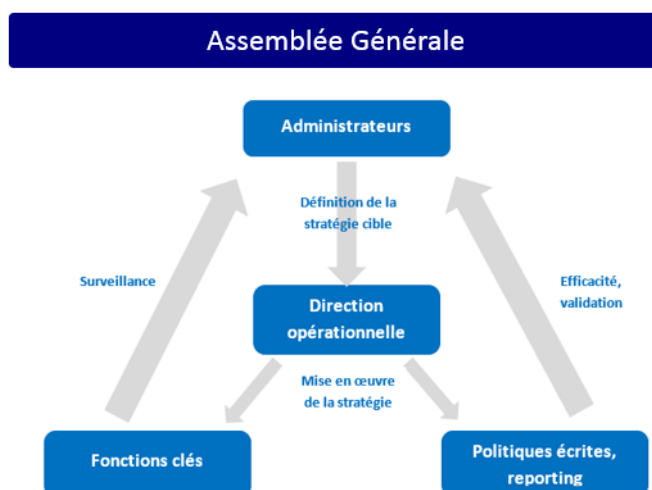 Assemblée Générale
Administrateurs
Définition de la
stratégie cible
Surveillance
Efficacité,
validation
Direction
opérationnelle
Mise en œuvre
de la stratégie
Fonctions clés
Politiques écrites,
reporting